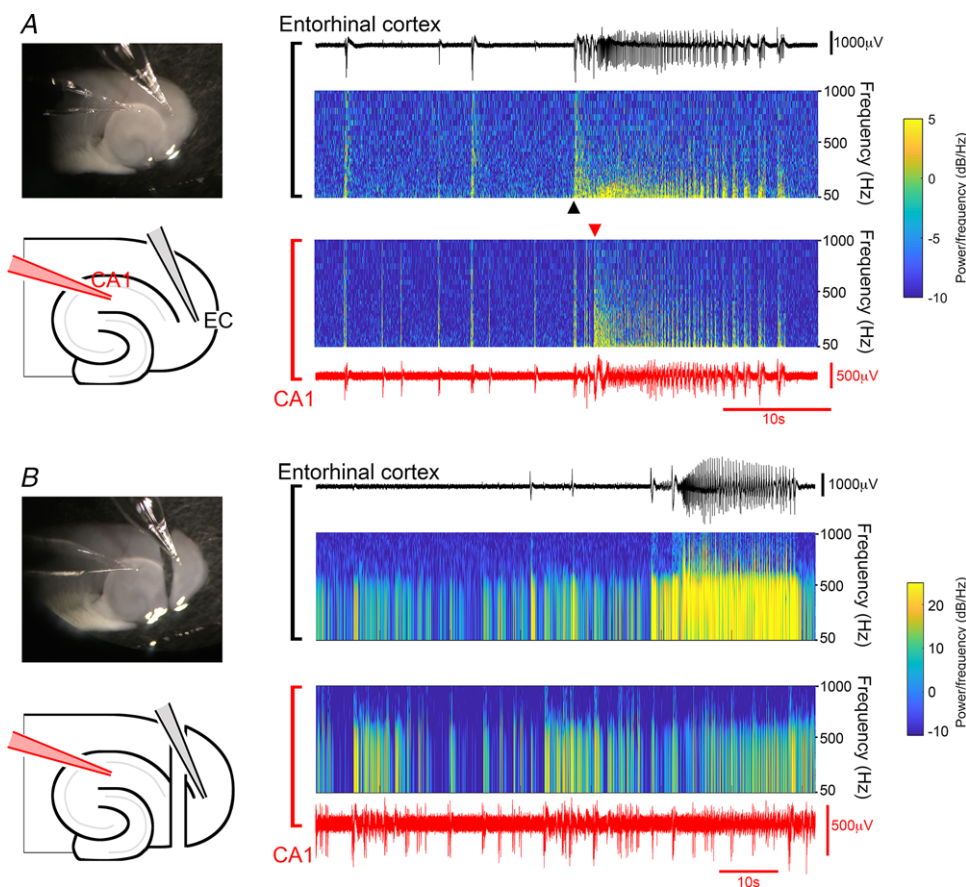 A
Entorhinal cortex
1000μV
1000
500
50
Frequency (Hz)
5
0
-5
-10
Power/frequency (dB/Hz)
CA1
EC
1000
500
50
Frequency (Hz)
500μV
CA1
10s
B
Entorhinal cortex
1000μV
1000
500
50
Frequency (Hz)
20
10
0
-10
Power/frequency (dB/Hz)
1000
500
50
Frequency (Hz)
500μV
CA1
10s